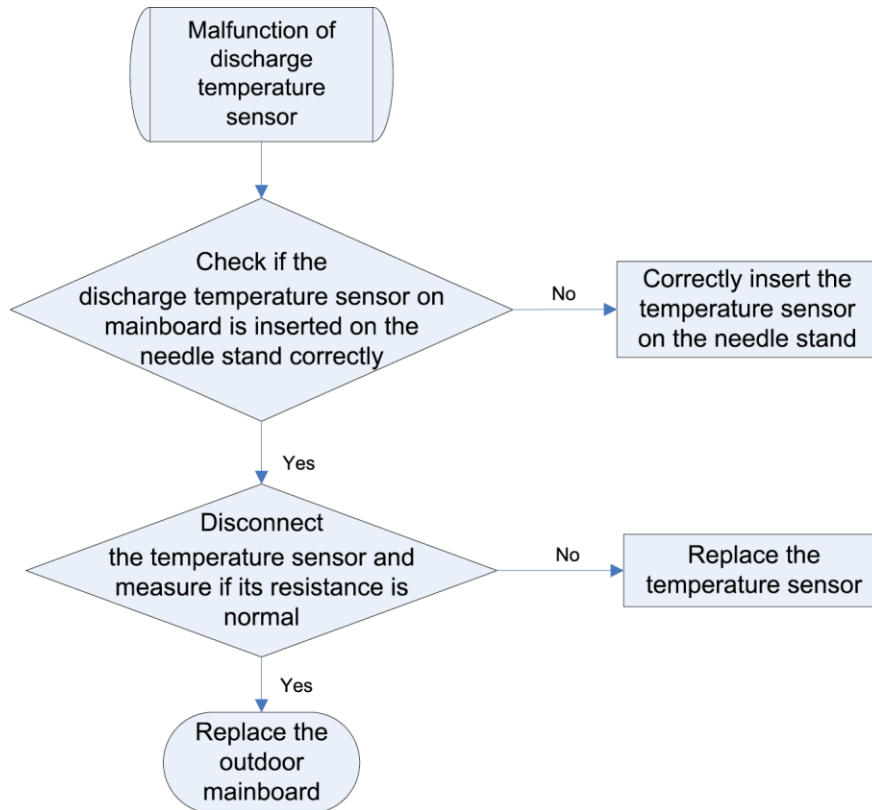 Malfunction of
discharge
temperature
sensor
Check if the
discharge temperature sensor on
mainboard is inserted on the
needle stand correctly
No
Correctly insert the
temperature sensor
on the needle stand
Yes
Disconnect
the temperature sensor and
measure if its resistance is
normal
No
Replace the
temperature sensor
Yes
Replace the
outdoor
mainboard